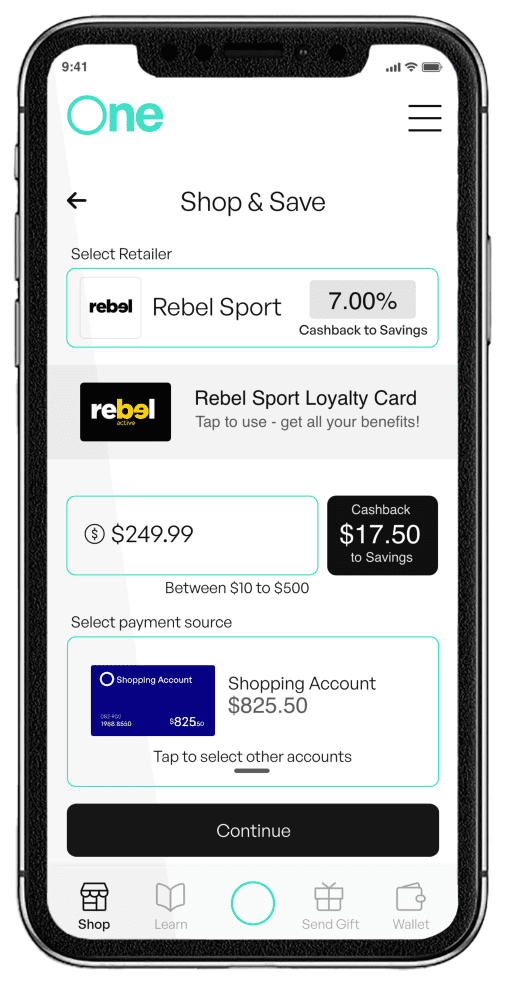 9:41
One
Shop & Save
Select Retailer
rebel
Rebel Sport
7.00%
Cashback to Savings
rebel
active
Rebel Sport Loyalty Card
Tap to use - get all your benefits!
$ $249.99
Cashback
$17.50
to Savings
Between $10 to $500
Select payment source
Shopping Account
1988 8550
$825.50
Shopping Account
$825.50
Tap to select other accounts
Continue
Shop
Learn
Send Gift
Wallet